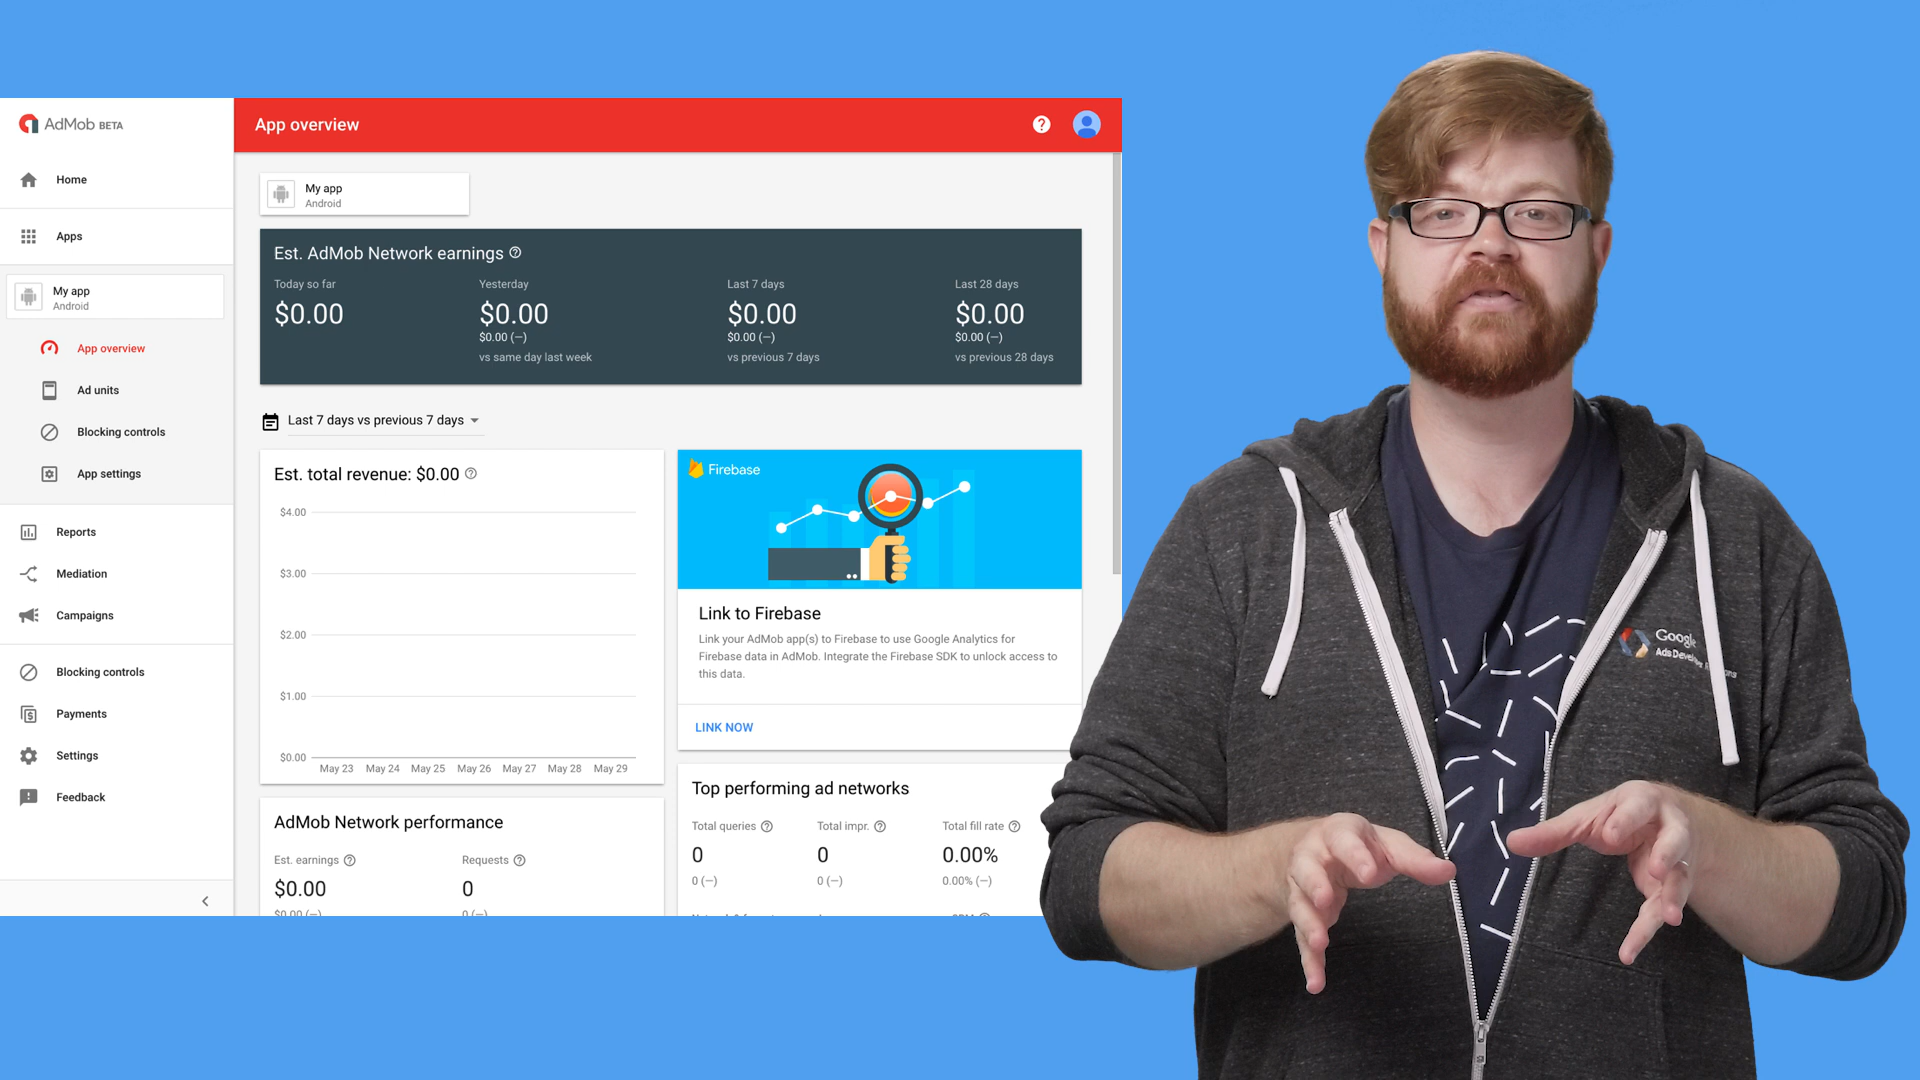 AdMob BETA
Home
Apps
My app
Android
App overview
Ad units
Blocking controls
App settings
Reports
Mediation
Campaigns
Blocking controls
Payments
Settings
Feedback
App overview
My app
Android
Est. AdMob Network earnings
Today so far
$0.00
Yesterday
$0.00
$0.00 (—)
vs same day last week
Last 7 days
$0.00
$0.00 (—)
vs previous 7 days
Last 28 days
$0.00
$0.00 (—)
vs previous 28 days
Last 7 days vs previous 7 days
Est. total revenue: $0.00
$4.00
$3.00
$2.00
$1.00
$0.00
May 23 May 24 May 25 May 26 May 27 May 28 May 29
Firebase
Link to Firebase
Link your AdMob app(s) to Firebase to use Google Analytics for
Firebase data in AdMob. Integrate the Firebase SDK to unlock access to
this data.
LINK NOW
AdMob Network performance
Est. earnings
$0.00
$0.00 (—)
Requests
0
0 (—)
Top performing ad networks
Total queries
0
0 (—)
Total impr.
0
0 (—)
Total fill rate
0.00%
0.00% (—)
Google
Ads